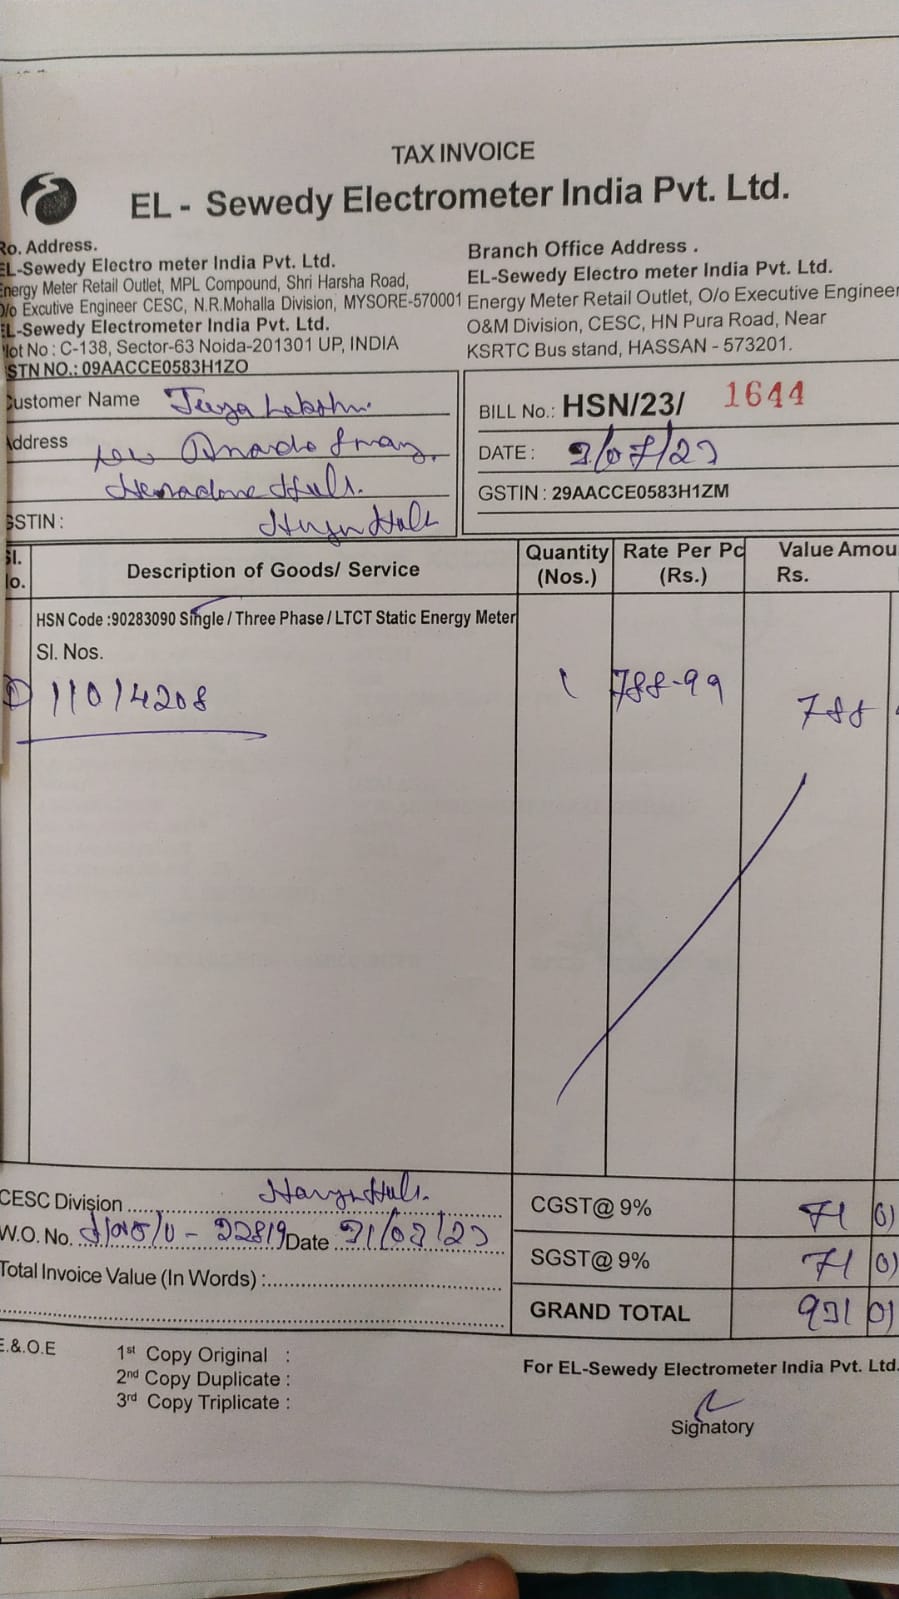 TAX INVOICE
EL - Sewedy Electrometer India Pvt. Ltd.
Ro. Address.
EL-Sewedy Electro meter India Pvt. Ltd.
Energy Meter Retail Outlet, MPL Compound, Shri Harsha Road,
O/o Excutive Engineer CESC, N.R.Mohalla Division, MYSORE-570001
EL-Sewedy Electrometer India Pvt. Ltd.
Plot No : C-138, Sector-63 Noida-201301 UP, INDIA
GSTN NO.: 09AACCE0583H1ZO
Branch Office Address .
EL-Sewedy Electro meter India Pvt. Ltd.
Energy Meter Retail Outlet, O/o Executive Engineer
O&M Division, CESC, HN Pura Road, Near
KSRTC Bus stand, HASSAN - 573201.
Customer Name
Address
GSTIN :
BILL No.: HSN/23/ 1644
DATE :
GSTIN : 29AACCE0583H1ZM
Sl. No. Description of Goods/ Service Quantity (Nos.) Rate Per Pc (Rs.) Value Amou Rs.
HSN Code :90283090 Single / Three Phase / LTCT Static Energy Meter
Sl. Nos.
1) 11014208 1 788-99 788
CESC Division
W.O. No. Date
Total Invoice Value (In Words) :
CGST@ 9% 71 01
SGST@ 9% 71 01
GRAND TOTAL 931 01
E.&.O.E
1st Copy Original :
2nd Copy Duplicate :
3rd Copy Triplicate :
For EL-Sewedy Electrometer India Pvt. Ltd.
Signatory